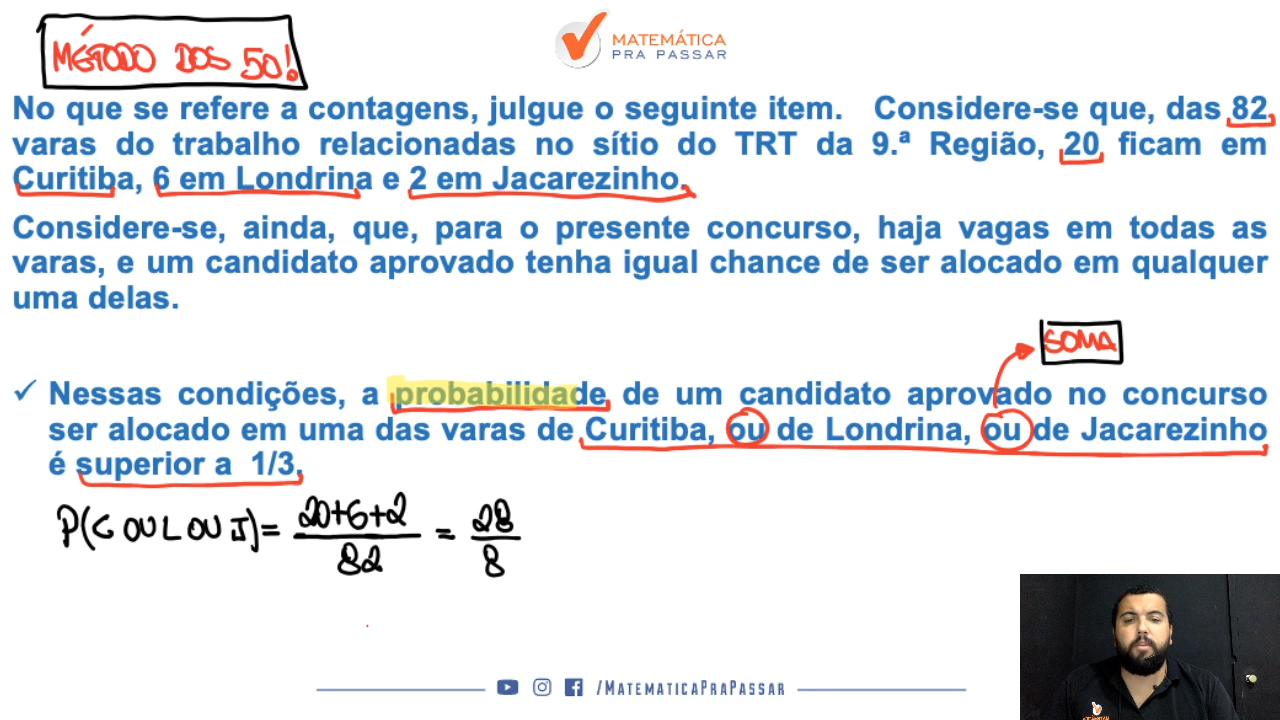 MÉTODO DOS 50!
MATEMÁTICA
PRA PASSAR
No que se refere a contagens, julgue o seguinte item. Considere-se que, das 82
varas do trabalho relacionadas no sítio do TRT da 9.ª Região, 20 ficam em
Curitiba, 6 em Londrina e 2 em Jacarezinho.
Considere-se, ainda, que, para o presente concurso, haja vagas em todas as
varas, e um candidato aprovado tenha igual chance de ser alocado em qualquer
uma delas.
SOMA
✓ Nessas condições, a probabilidade de um candidato aprovado no concurso
ser alocado em uma das varas de Curitiba, ou de Londrina, ou de Jacarezinho
é superior a 1/3.
P(C OU L OU J) = 20+6+2/82 = 28/8
/MatematicaPraPassar